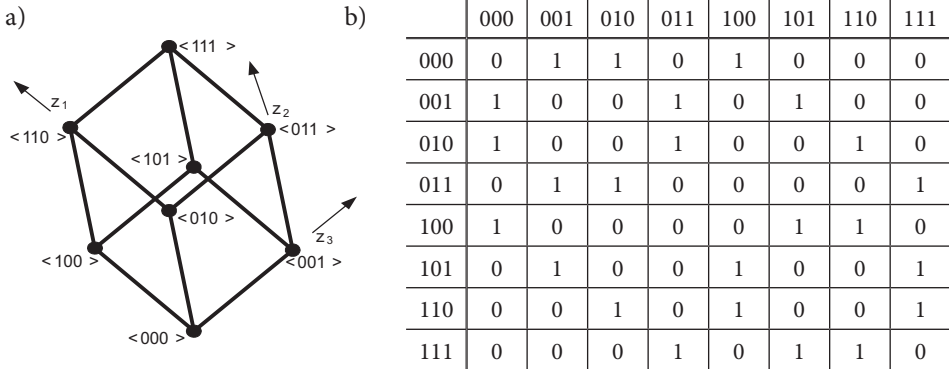 a)
<111 >
z1
z2
<110 >
<011 >
<101 >
<010 >
z3
<100 >
<001 >
<000 >
b)
000 001 010 011 100 101 110 111
000 0 1 1 0 1 0 0 0
001 1 0 0 1 0 1 0 0
010 1 0 0 1 0 0 1 0
011 0 1 1 0 0 0 0 1
100 1 0 0 0 0 1 1 0
101 0 1 0 0 1 0 0 1
110 0 0 1 0 1 0 0 1
111 0 0 0 1 0 1 1 0